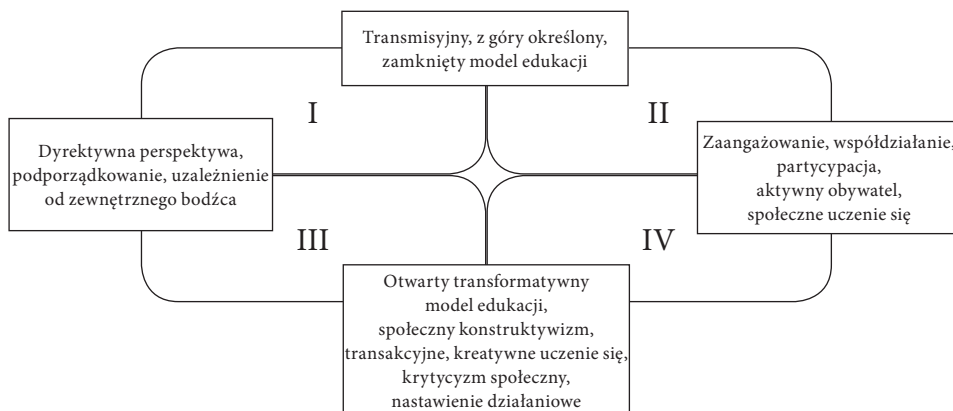 Transmisyjny, z góry określony,
zamknięty model edukacji
I
II
Dyrektywna perspektywa,
podporządkowanie, uzależnienie
od zewnętrznego bodźca
Zaangażowanie, współdziałanie,
partycypacja,
aktywny obywatel,
społeczne uczenie się
III
IV
Otwarty transformatywny
model edukacji,
społeczny konstruktywizm,
transakcyjne, kreatywne uczenie się,
krytycyzm społeczny,
nastawienie działaniowe